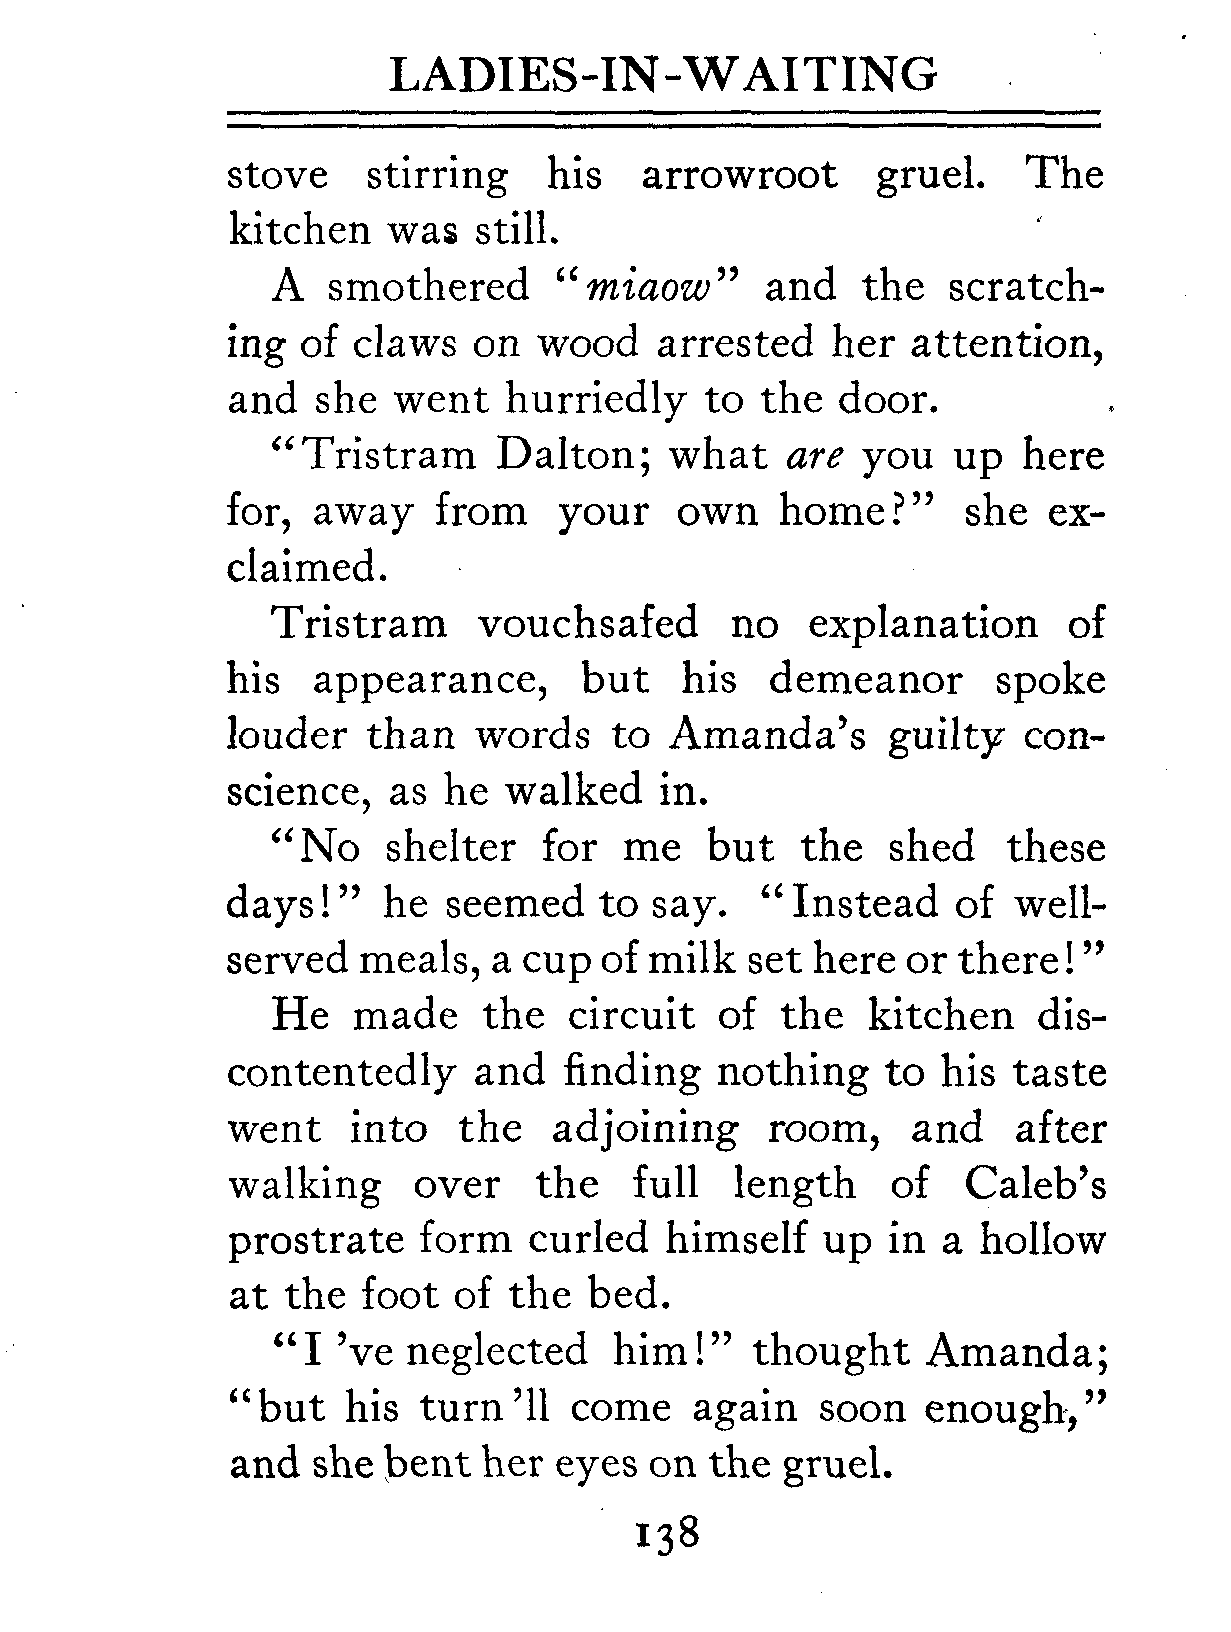 LADIES-IN-WAITING
stove stirring his arrowroot gruel. The
kitchen was still.
A smothered "miaow" and the scratch-
ing of claws on wood arrested her attention,
and she went hurriedly to the door.
"Tristram Dalton; what are you up here
for, away from your own home?" she ex-
claimed.
Tristram vouchsafed no explanation of
his appearance, but his demeanor spoke
louder than words to Amanda's guilty con-
science, as he walked in.
"No shelter for me but the shed these
days!" he seemed to say. "Instead of well-
served meals, a cup of milk set here or there!"
He made the circuit of the kitchen dis-
contentedly and finding nothing to his taste
went into the adjoining room, and after
walking over the full length of Caleb's
prostrate form curled himself up in a hollow
at the foot of the bed.
"I 've neglected him!" thought Amanda;
"but his turn 'll come again soon enough,"
and she bent her eyes on the gruel.
138